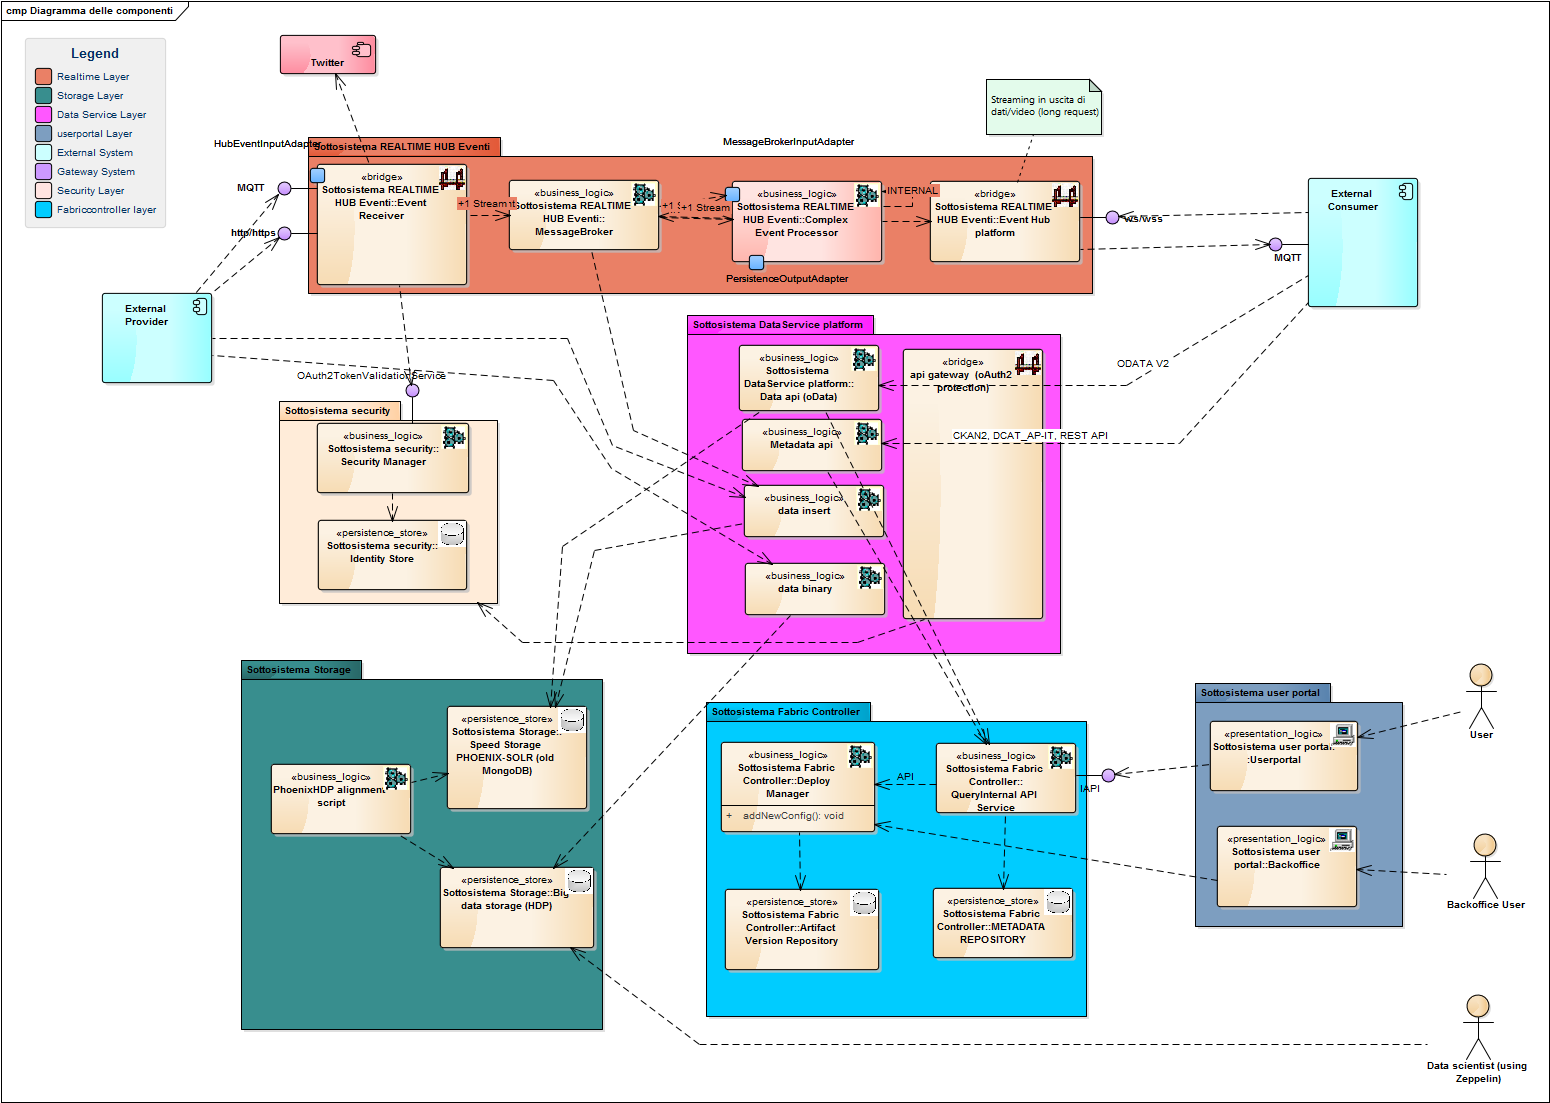 cmp Diagramma delle componenti
Legend
Realtime Layer
Storage Layer
Data Service Layer
userportal Layer
External System
Gateway System
Security Layer
Fabriccontroller layer
Twitter
Streaming in uscita di
dati/video (long request)
HubEventInputAdapter
Sottosistema REALTIME HUB Eventi
MessageBrokerInputAdapter
MQTT
http/https
«bridge»
Sottosistema REALTIME
HUB Eventi::Event
Receiver
+1 Stream
«business_logic»
Sottosistema REALTIME
HUB Eventi::
MessageBroker
+1
+1 Stream
«business_logic»
Sottosistema REALTIME
HUB Eventi::Complex
Event Processor
INTERNAL
PersistenceOutputAdapter
«bridge»
Sottosistema REALTIME
HUB Eventi::Event Hub
platform
ws/wss
MQTT
External
Consumer
External
Provider
OAuth2TokenValidationService
Sottosistema security
«business_logic»
Sottosistema security::
Security Manager
«persistence_store»
Sottosistema security::
Identity Store
Sottosistema DataService platform
«business_logic»
Sottosistema
DataService platform::
Data api (oData)
«bridge»
api gateway (oAuth2
protection)
ODATA V2
«business_logic»
Metadata api
CKAN2, DCAT_AP-IT, REST API
«business_logic»
data insert
«business_logic»
data binary
Sottosistema Storage
«persistence_store»
Sottosistema Storage::
Speed Storage
PHOENIX-SOLR (old
MongoDB)
«business_logic»
PhoenixHDP alignment
script
«persistence_store»
Sottosistema Storage::Big
data storage (HDP)
Sottosistema Fabric Controller
«business_logic»
Sottosistema Fabric
Controller::Deploy
Manager
+ addNewConfig(): void
API
«business_logic»
Sottosistema Fabric
Controller::
QueryInternal API
Service
IAPI
«persistence_store»
Sottosistema Fabric
Controller::Artifact
Version Repository
«persistence_store»
Sottosistema Fabric
Controller::METADATA
REPOSITORY
Sottosistema user portal
«presentation_logic»
Sottosistema user portal:
:Userportal
«presentation_logic»
Sottosistema user
portal::Backoffice
User
Backoffice User
Data scientist (using
Zeppelin)